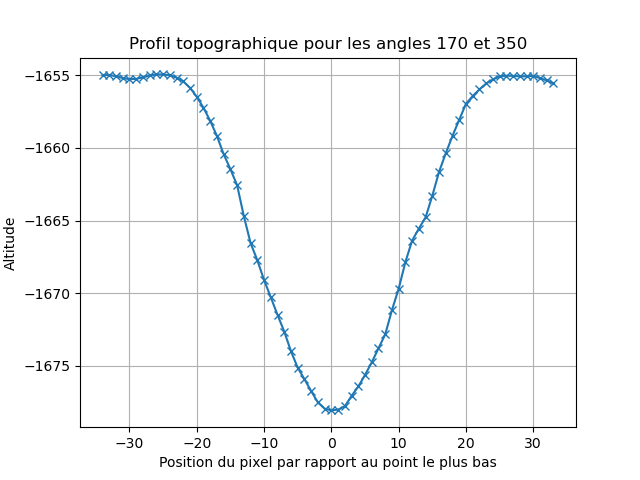 Profil topographique pour les angles 170 et 350
−1655
−1660
−1665
−1670
−1675
Altitude
−30 −20 −10 0 10 20 30
Position du pixel par rapport au point le plus bas